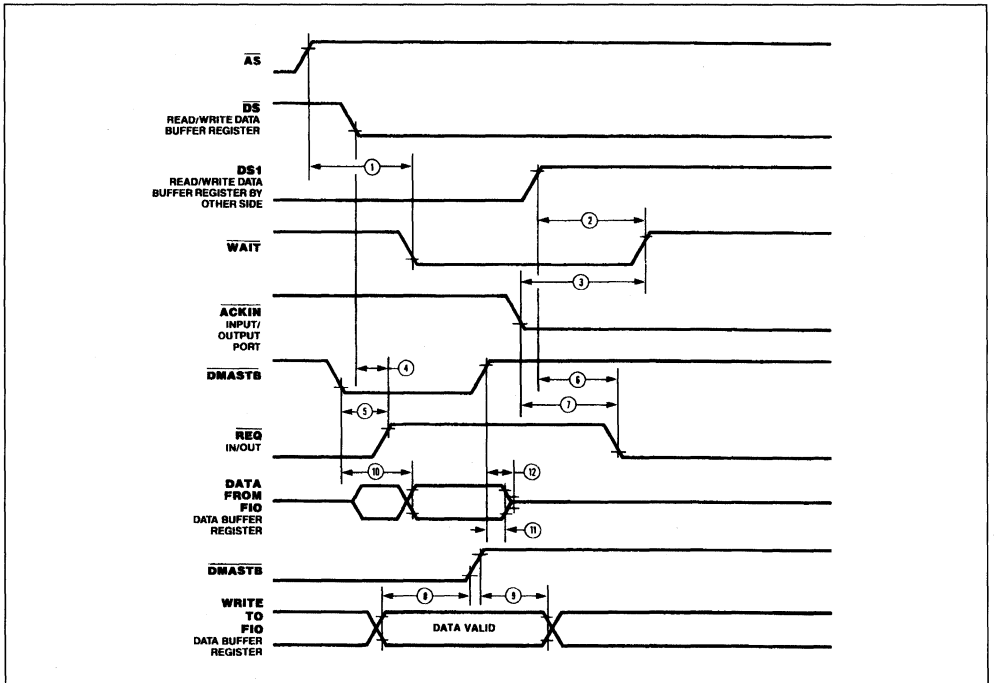 AS
DS
READ/WRITE DATA
BUFFER REGISTER
1
DS1
READ/WRITE DATA
BUFFER REGISTER BY
OTHER SIDE
2
WAIT
3
ACKIN
INPUT/
OUTPUT
PORT
4
DMASTB
6
5
7
REQ
IN/OUT
10
12
DATA
FROM
FIO
DATA BUFFER
REGISTER
11
DMASTB
8
9
WRITE
TO
FIO
DATA BUFFER
REGISTER
DATA VALID